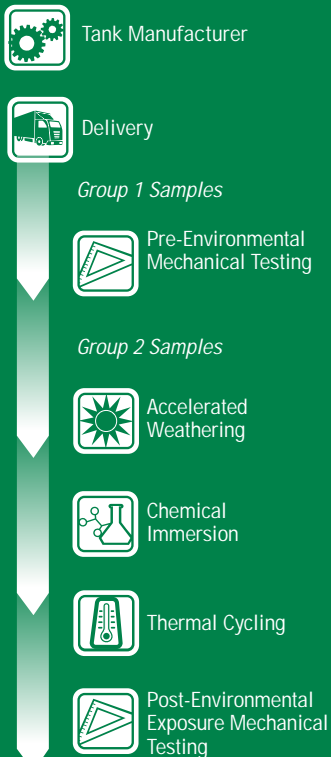 Tank Manufacturer
Delivery
Group 1 Samples
Pre-Environmental
Mechanical Testing
Group 2 Samples
Accelerated
Weathering
Chemical
Immersion
Thermal Cycling
Post-Environmental
Exposure Mechanical
Testing